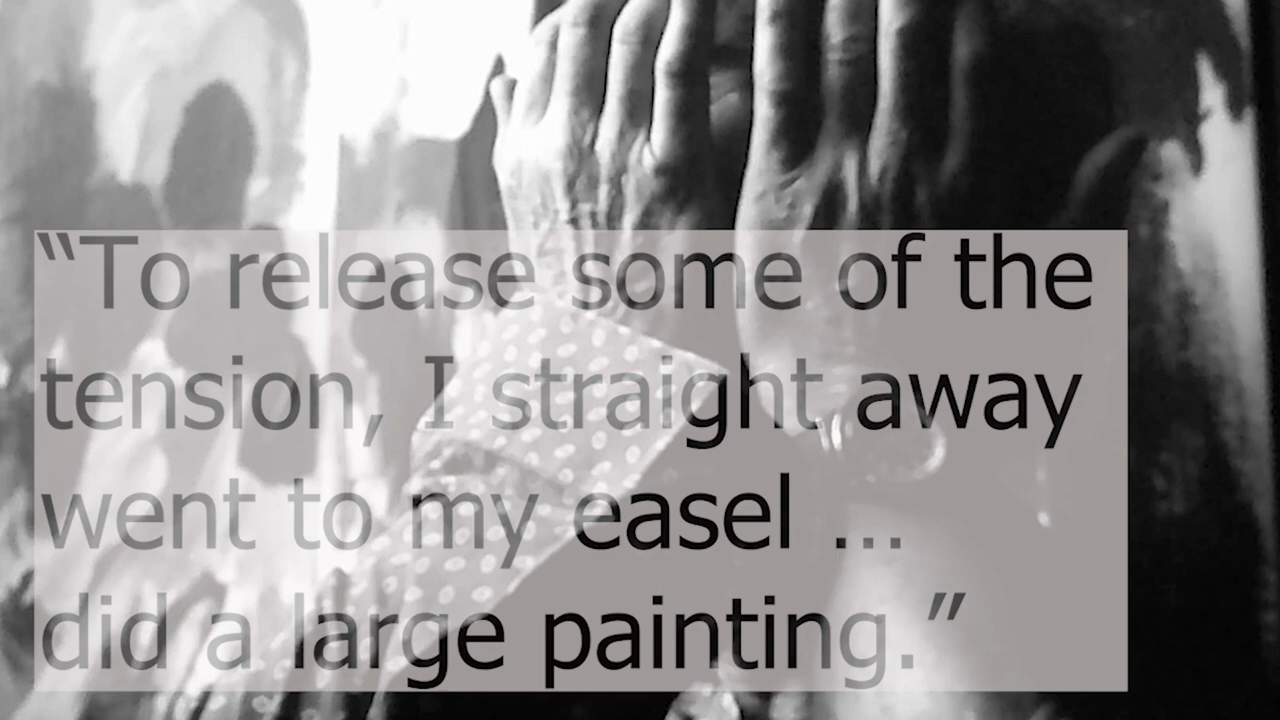 “To release some of the
tension, I straight away
went to my easel ...
did a large painting.”